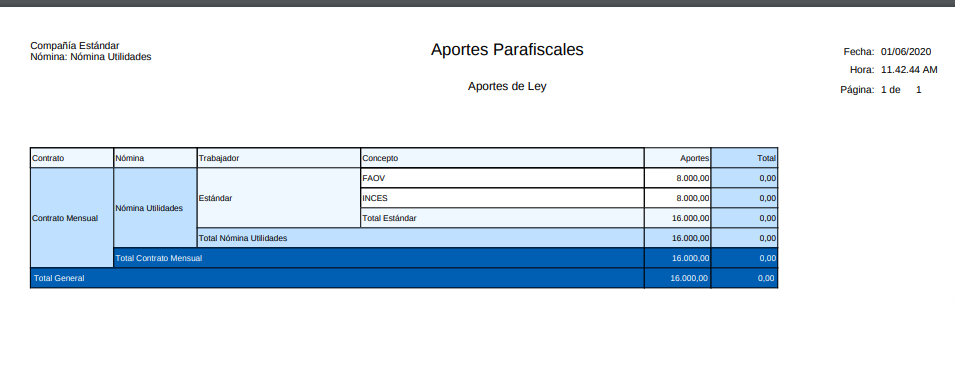 Compañía Estándar
Nómina: Nómina Utilidades
Aportes Parafiscales
Aportes de Ley
Fecha: 01/06/2020
Hora: 11.42.44 AM
Página: 1 de 1
Contrato Nómina Trabajador Concepto Aportes Total
FAOV 8.000,00 0,00
Contrato Mensual Nómina Utilidades Estándar INCES 8.000,00 0,00
Total Estándar 16.000,00 0,00
Total Nómina Utilidades 16.000,00 0,00
Total Contrato Mensual 16.000,00 0,00
Total General 16.000,00 0,00